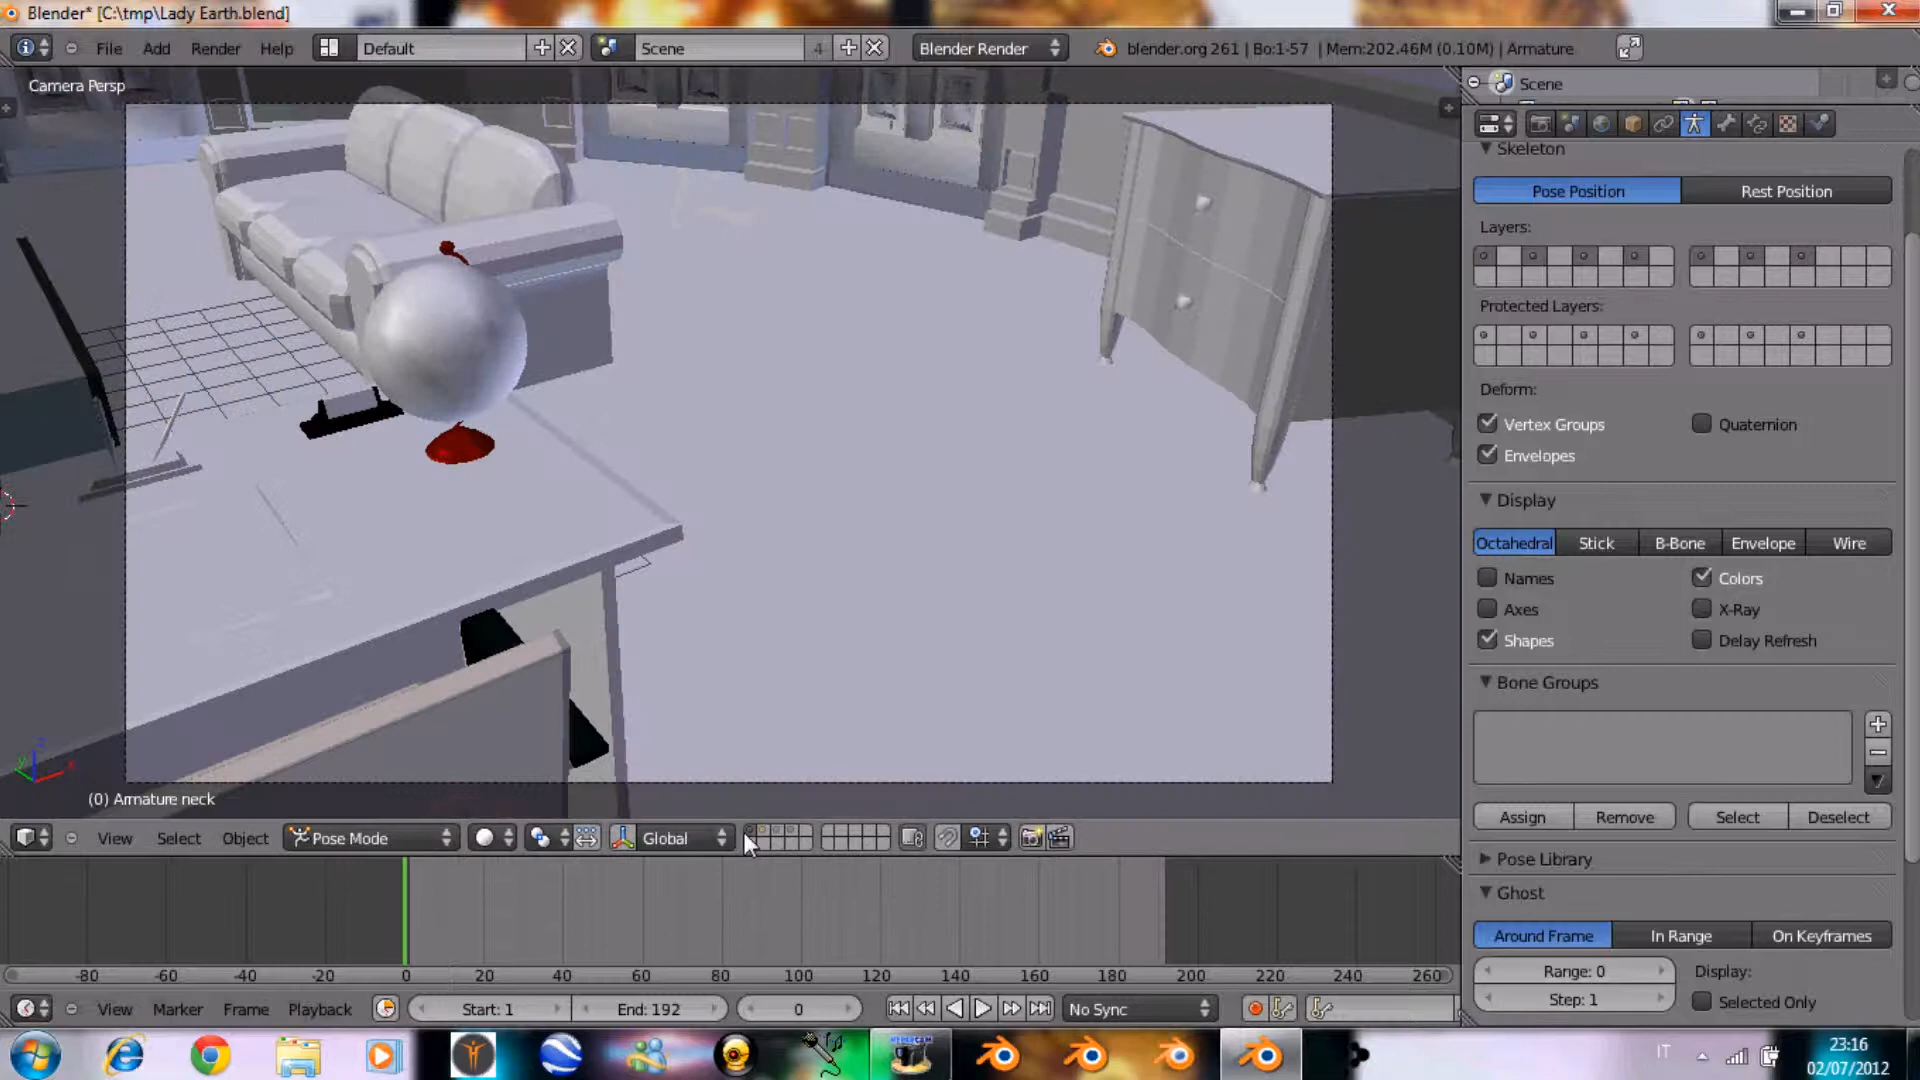 Blender* [C:\tmp\Lady Earth.blend]
File Add Render Help Default Scene 4 Blender Render blender.org 261 | Bo:1-57 | Mem:202.46M (0.10M) | Armature
Camera Persp
Scene
Skeleton
Pose Position Rest Position
Layers:
Protected Layers:
Deform:
Vertex Groups Quaternion
Envelopes
Display
Octahedral Stick B-Bone Envelope Wire
Names Colors
Axes X-Ray
Shapes Delay Refresh
Bone Groups
Assign Remove Select Deselect
Pose Library
Ghost
Around Frame In Range On Keyframes
Range: 0 Display:
Step: 1 Selected Only
(0) Armature neck
View Select Object Pose Mode Global
-80 -60 -40 -20 0 20 40 60 80 100 120 140 160 180 200 220 240 260
View Marker Frame Playback Start: 1 End: 192 0 No Sync
HYPERCAM
IT
23:16
02/07/2012